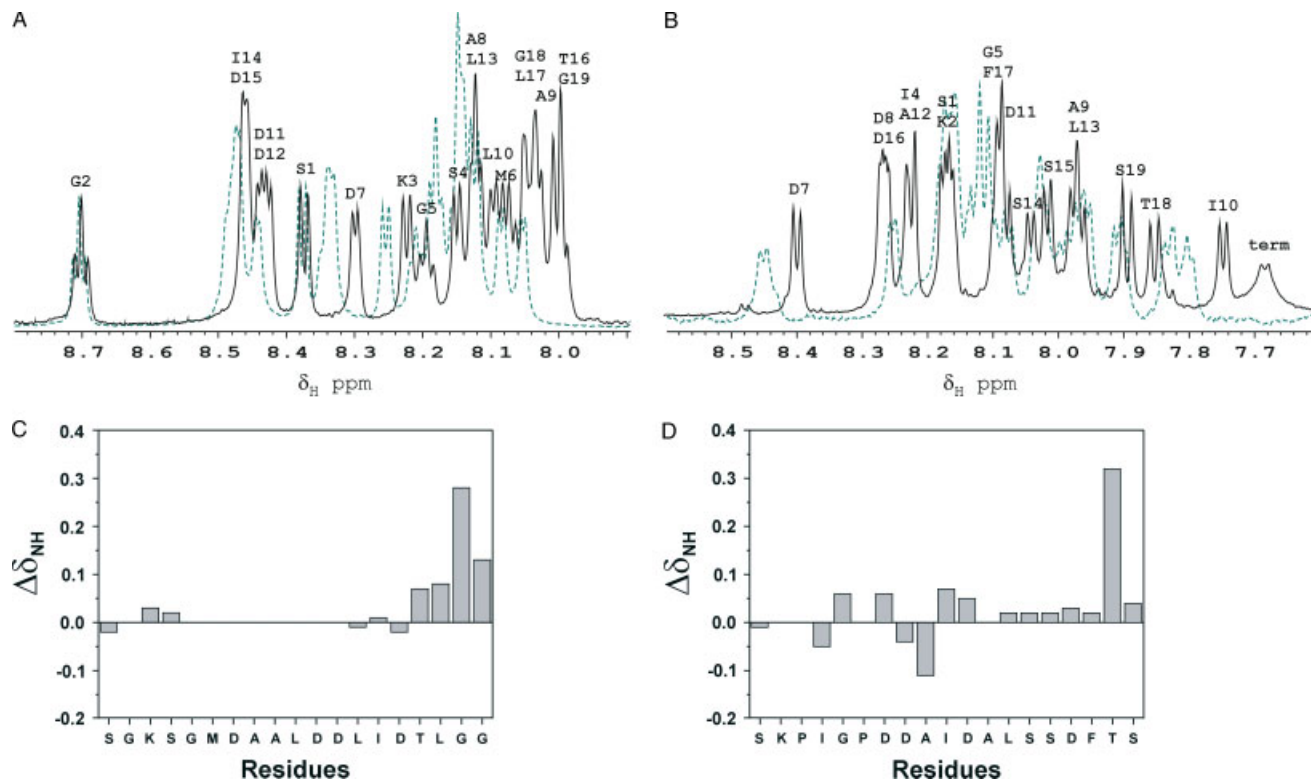 A
I14
D15
D11
D12
G2
S1
D7
K3
G5
S4
A8
L13
L10
M6
G18
L17
A9
T16
G19
8.7 8.6 8.5 8.4 8.3 8.2 8.1 8.0
δH ppm
B
D7
D8
D16
I4
A12
S1
K2
G5
F17
D11
S14
S15
A9
L13
S19
T18
I10
term
8.5 8.4 8.3 8.2 8.1 8.0 7.9 7.8 7.7
δH ppm
C
ΔδNH
0.4
0.3
0.2
0.1
0.0
-0.1
-0.2
S G K S G M D A A L D D L I D T L G G
Residues
D
ΔδNH
0.4
0.3
0.2
0.1
0.0
-0.1
-0.2
S K P I G P D D A I D A L S S D F T S
Residues